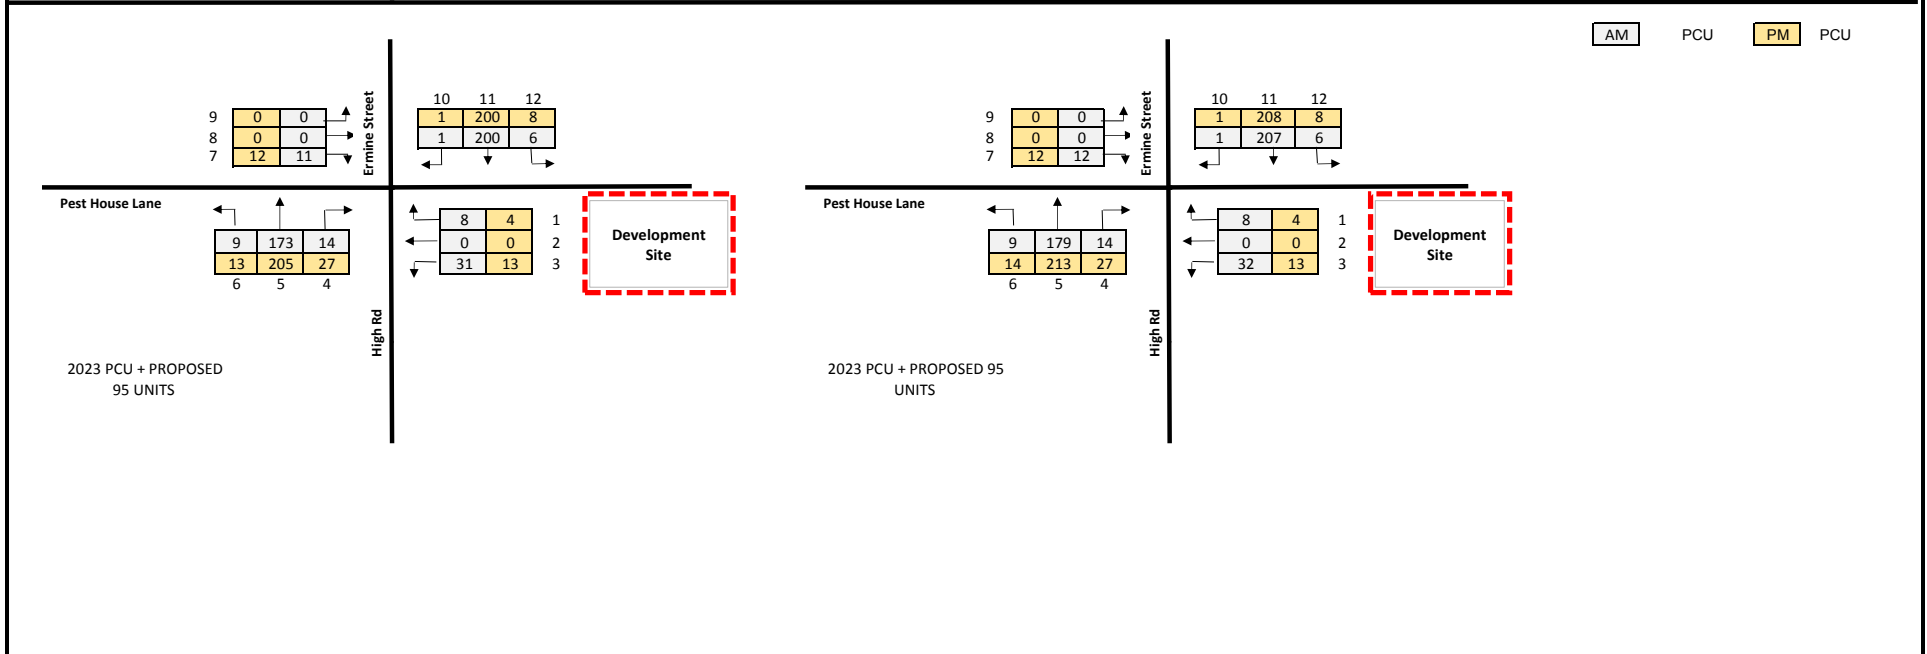 AM PCU PM PCU
10 11 12
9 0 0
1 200 8
8 0 0
1 200 6
7 12 11
Ermine Street
Pest House Lane
8 4 1
9 173 14
0 0 2
13 205 27
31 13 3
6 5 4
Development
Site
High Rd
2023 PCU + PROPOSED
95 UNITS
10 11 12
9 0 0
1 208 8
8 0 0
1 207 6
7 12 12
Ermine Street
Pest House Lane
8 4 1
9 179 14
0 0 2
14 213 27
32 13 3
6 5 4
Development
Site
High Rd
2023 PCU + PROPOSED 95
UNITS